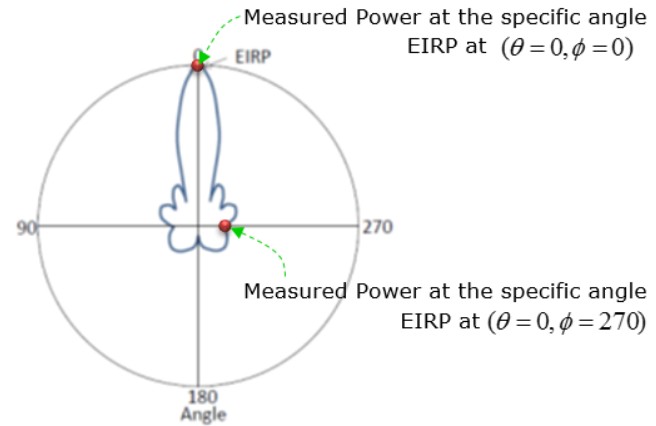 Measured Power at the specific angle
EIRP at (θ = 0, ϕ = 0)
0
EIRP
90
270
Measured Power at the specific angle
EIRP at (θ = 0, ϕ = 270)
180
Angle